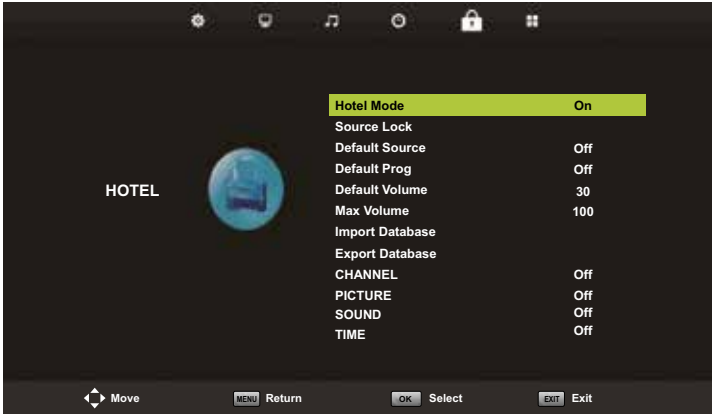 Hotel Mode On
Source Lock
Default Source Off
Default Prog Off
HOTEL
Default Volume 30
Max Volume 100
Import Database
Export Database
CHANNEL Off
PICTURE Off
SOUND Off
TIME Off
Move MENU Return OK Select EXIT Exit